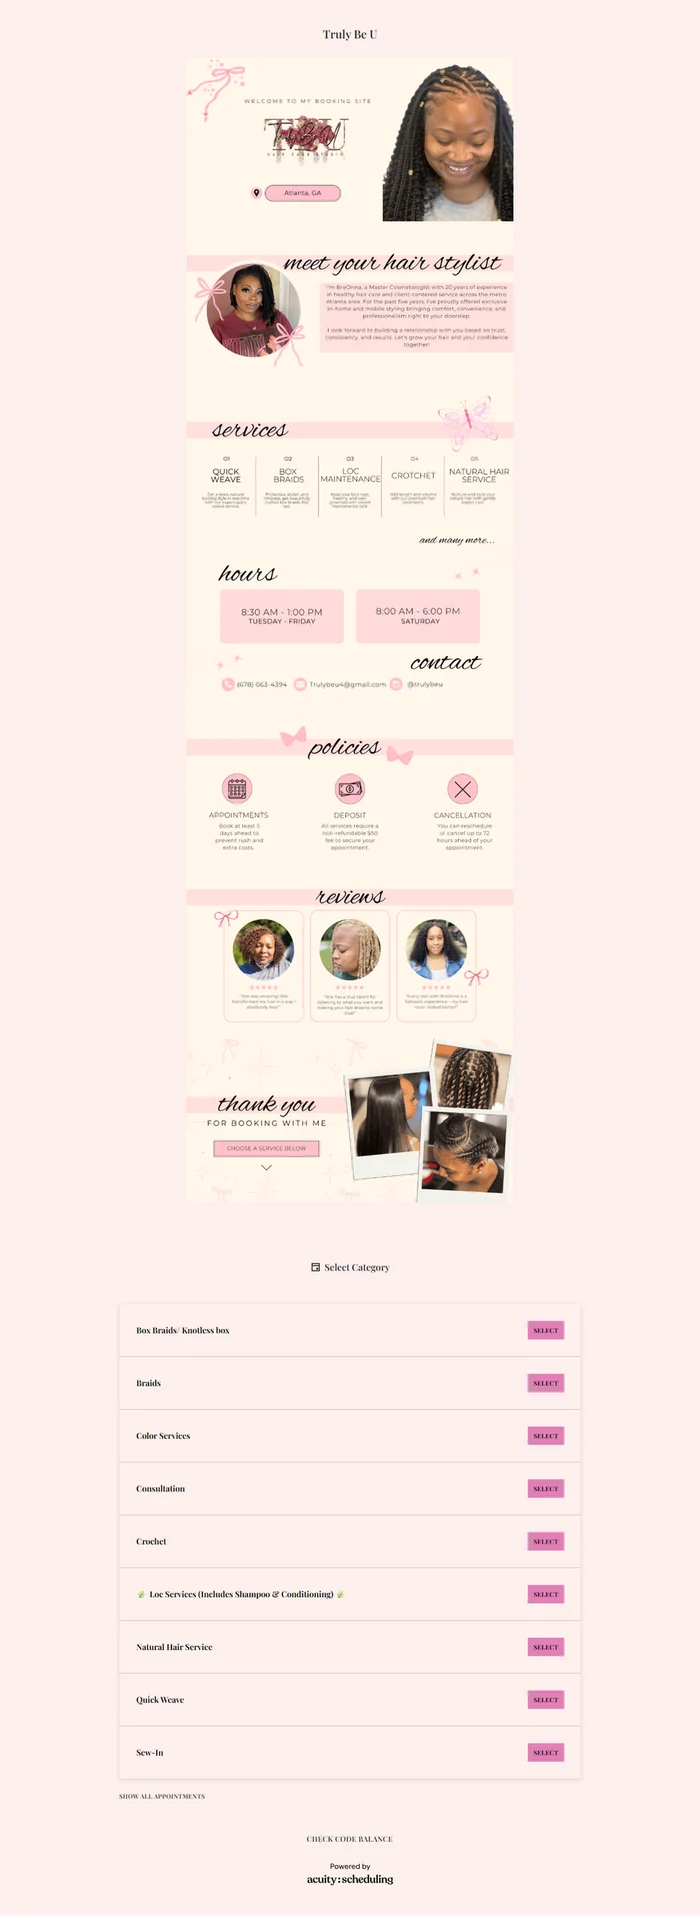 Truly Be U
WELCOME TO MY BOOKING SITE
TBU
Truly Be U
HAIR CARE STUDIO
Atlanta, GA
meet your hair stylist
I'm BreOnna, a Master Cosmetologist with 20 years of experience
in healthy hair care and client-centered service across the metro
Atlanta area. For the past five years, I've proudly offered exclusive
in-home and mobile styling bringing comfort, convenience, and
professionalism right to your doorstep.
I look forward to building a relationship with you based on trust,
consistency, and results. Let's grow your hair and your confidence
together!
services
01
QUICK
WEAVE
02
BOX
BRAIDS
03
LOC
MAINTENANCE
04
CROTCHET
05
NATURAL HAIR
SERVICE
and many more...
hours
8:30 AM - 1:00 PM
TUESDAY - FRIDAY
8:00 AM - 6:00 PM
SATURDAY
contact
(678) 663-4394
Trulybeu4@gmail.com
@trulybeu
policies
APPOINTMENTS
Book at least 5
days ahead to
prevent rush and
extra costs.
DEPOSIT
All services require a
non-refundable $50
fee to secure your
appointment.
CANCELLATION
You can reschedule
or cancel up to 72
hours ahead of your
appointment.
reviews
thank you
FOR BOOKING WITH ME
CHOOSE A SERVICE BELOW
Select Category
Box Braids/ Knotless box
SELECT
Braids
SELECT
Color Services
SELECT
Consultation
SELECT
Crochet
SELECT
Loc Services (Includes Shampoo & Conditioning)
SELECT
Natural Hair Service
SELECT
Quick Weave
SELECT
Sew-In
SELECT
SHOW ALL APPOINTMENTS
CHECK CODE BALANCE
Powered by
acuity:scheduling